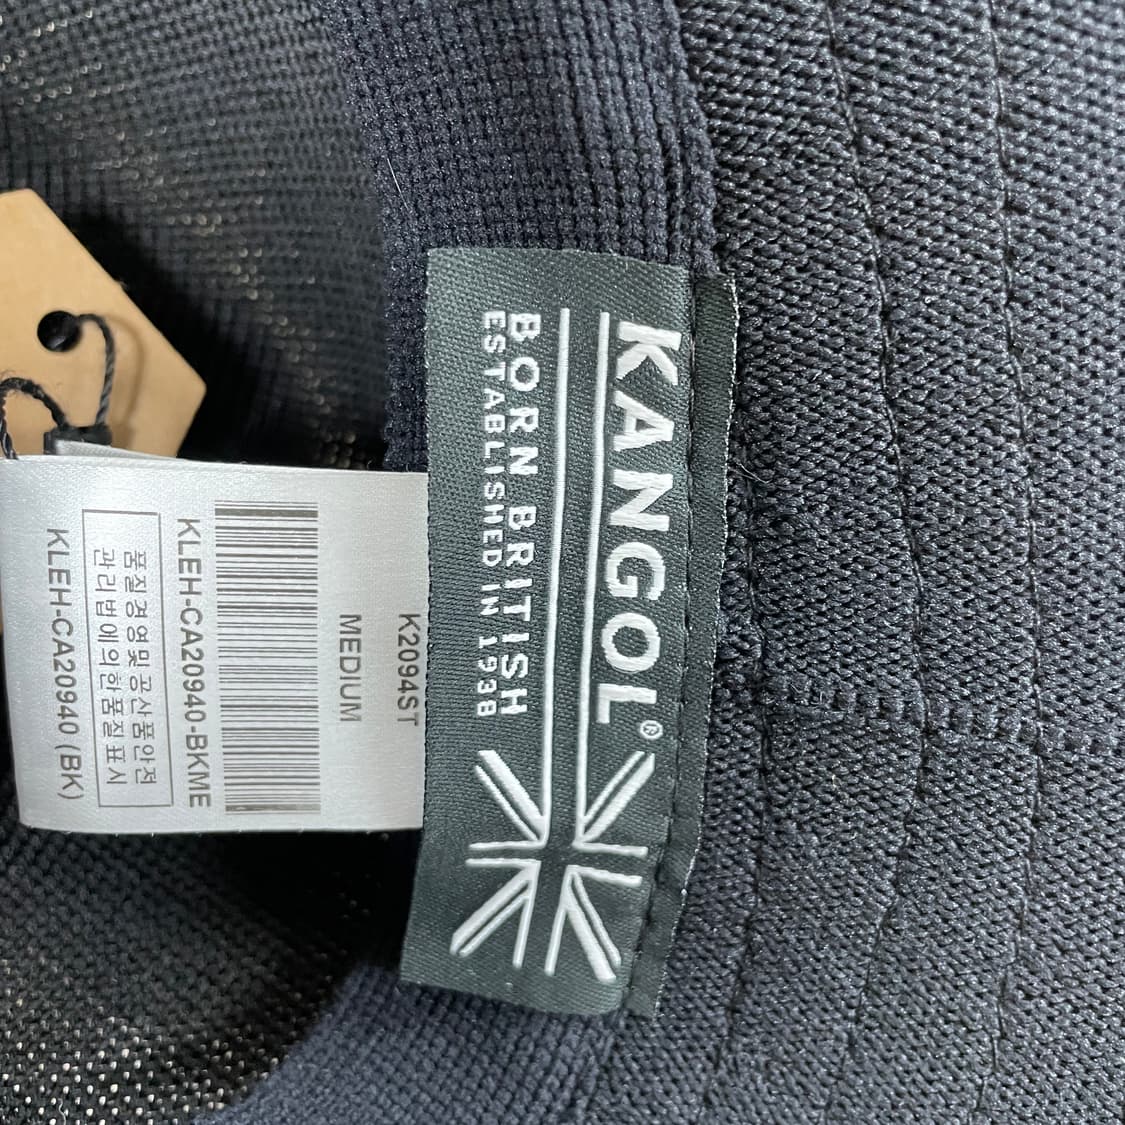 KANGOL®
BORN BRITISH
ESTABLISHED IN 1938
K2094ST
MEDIUM
KLEH-CA20940-BKME
품질경영및공산품안전
관리법에의한품질표시
KLEH-CA20940 (BK)